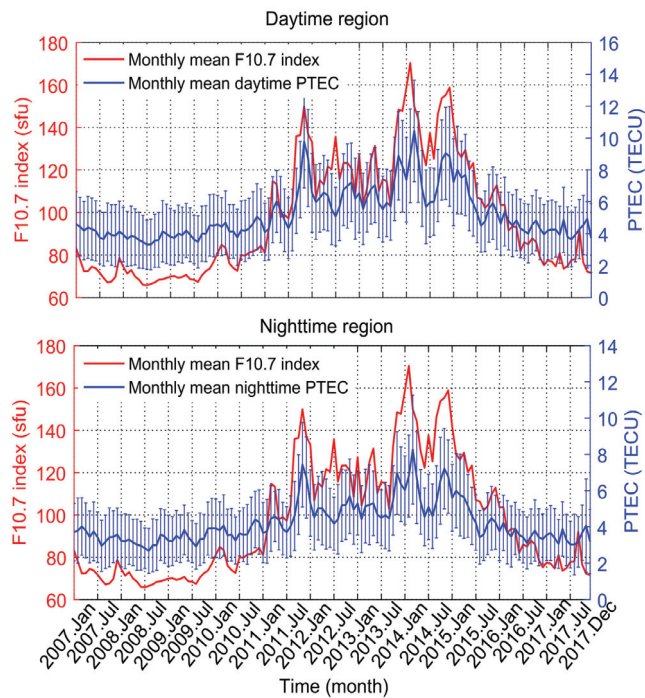 Daytime region
180
160
140
120
100
80
60
F10.7 index (sfu)
Monthly mean F10.7 index
Monthly mean daytime PTEC
16
14
12
10
8
6
4
2
0
PTEC (TECU)
Nighttime region
180
160
140
120
100
80
60
F10.7 index (sfu)
Monthly mean F10.7 index
Monthly mean nighttime PTEC
14
12
10
8
6
4
2
0
PTEC (TECU)
2007.Jan
2007.Jul
2008.Jan
2008.Jul
2009.Jan
2009.Jul
2010.Jan
2010.Jul
2011.Jan
2011.Jul
2012.Jan
2012.Jul
2013.Jan
2013.Jul
2014.Jan
2014.Jul
2015.Jan
2015.Jul
2016.Jan
2016.Jul
2017.Jan
2017.Jul
2017.Dec
Time (month)